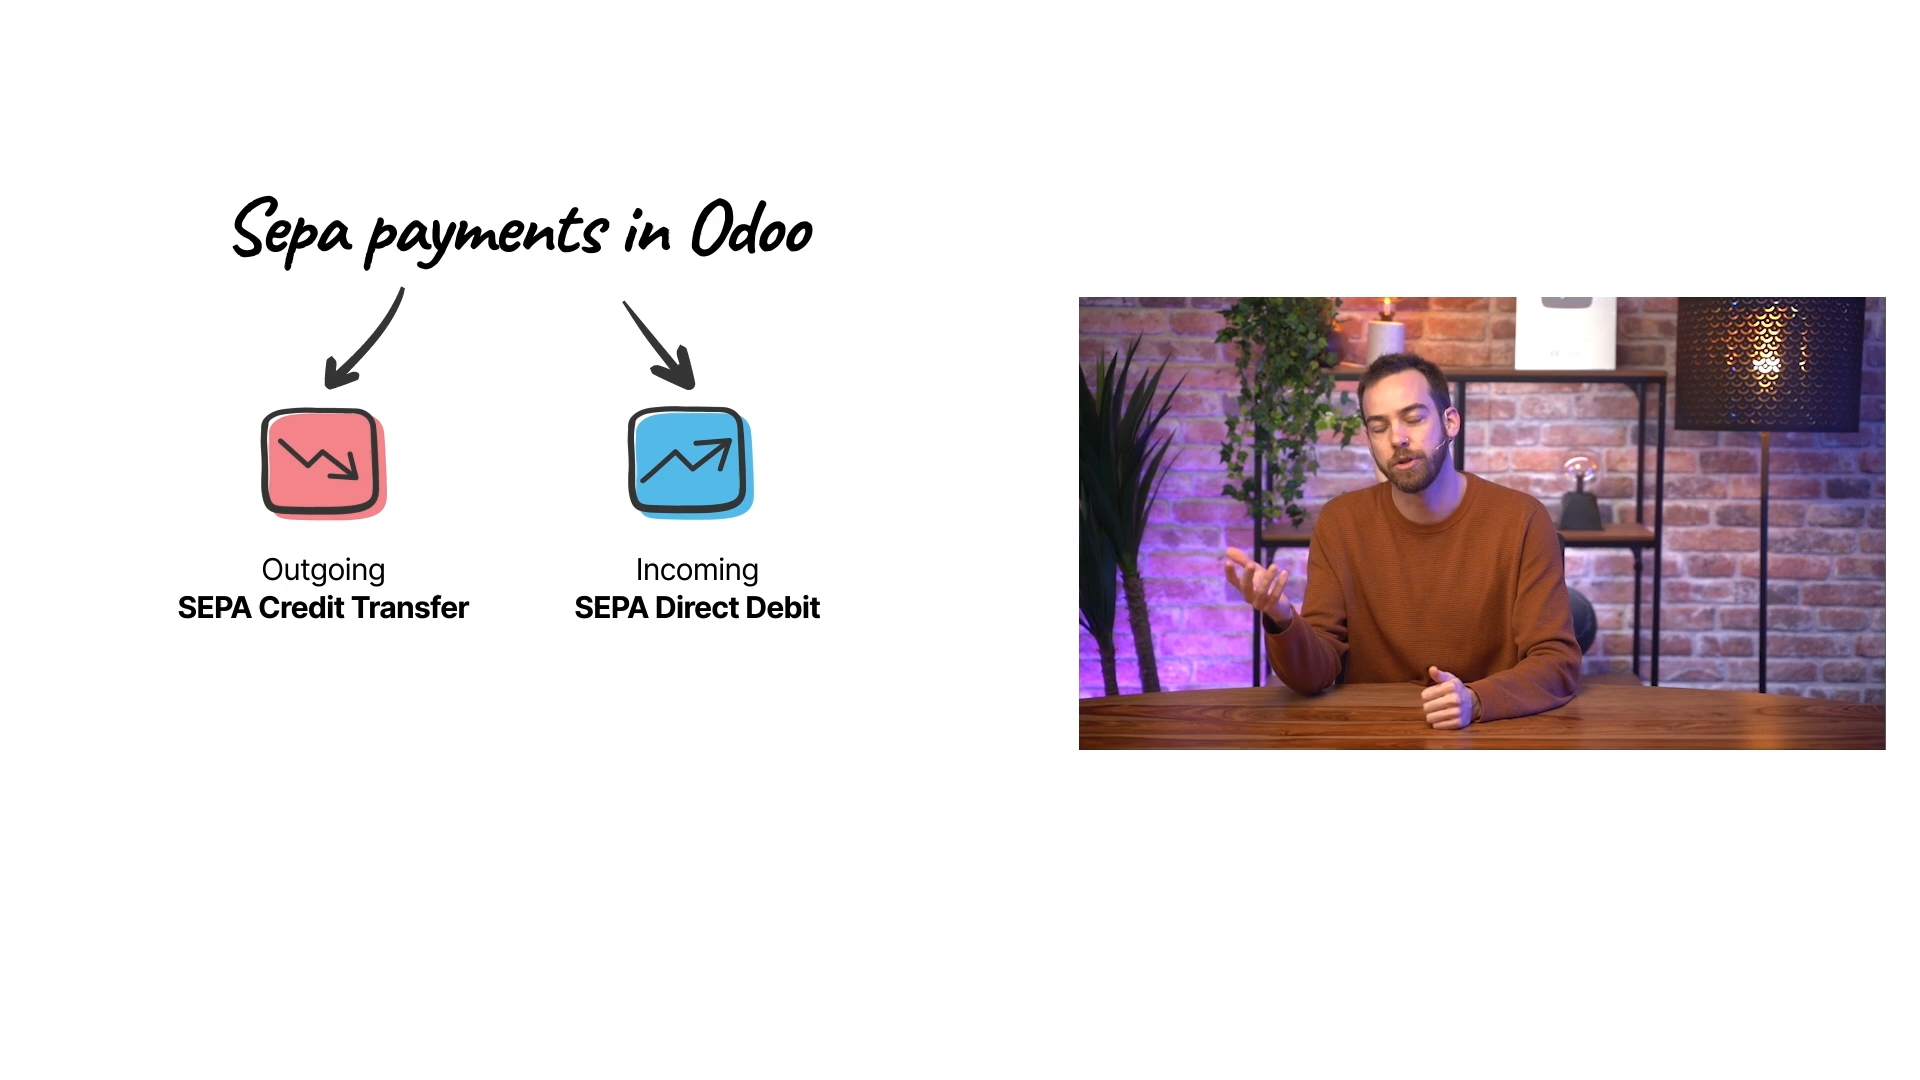 Sepa payments in Odoo
Outgoing
SEPA Credit Transfer
Incoming
SEPA Direct Debit